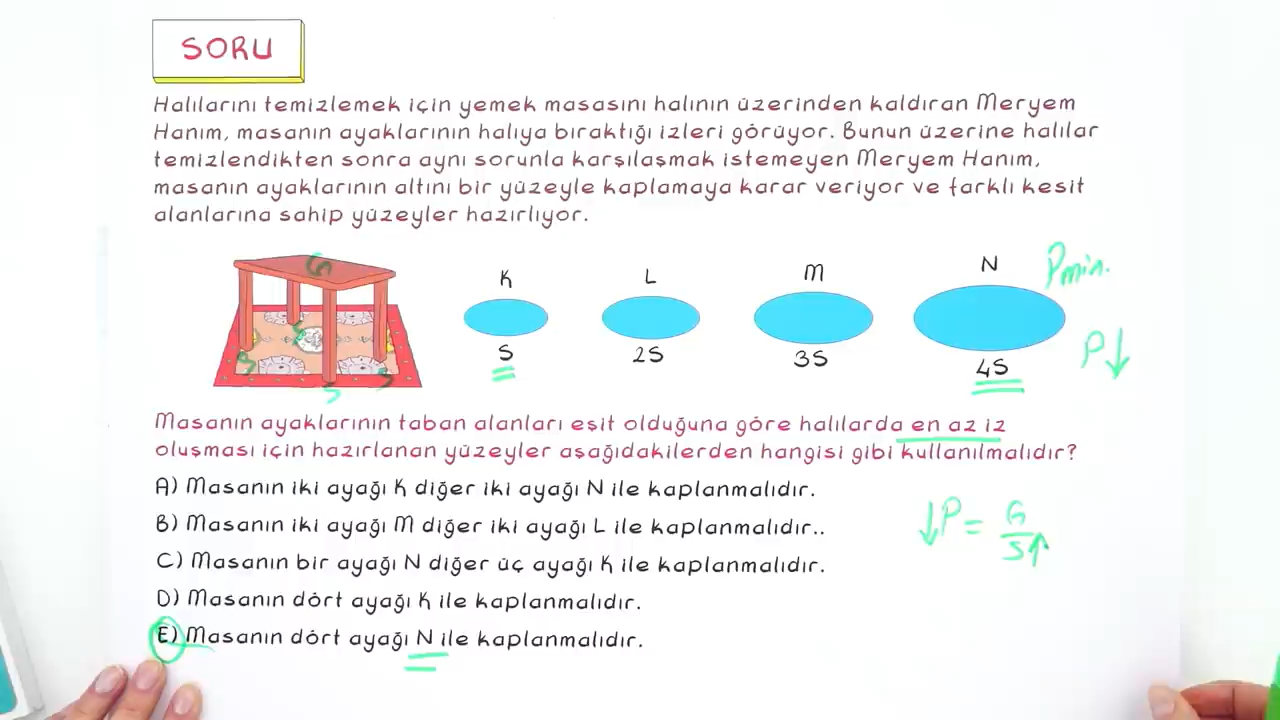 SORU
Halılarını temizlemek için yemek masasını halının üzerinden kaldıran Meryem
Hanım, masanın ayaklarının halıya bıraktığı izleri görüyor. Bunun üzerine halılar
temizlendikten sonra aynı sorunla karşılaşmak istemeyen Meryem Hanım,
masanın ayaklarının altını bir yüzeyle kaplamaya karar veriyor ve farklı kesit
alanlarına sahip yüzeyler hazırlıyor.
G
K L M N
Pmin.
S 2S 3S 4S
P↓
S S S S
Masanın ayaklarının taban alanları eşit olduğuna göre halılarda en az iz
oluşması için hazırlanan yüzeyler aşağıdakilerden hangisi gibi kullanılmalıdır?
A) Masanın iki ayağı K diğer iki ayağı N ile kaplanmalıdır.
B) Masanın iki ayağı M diğer iki ayağı L ile kaplanmalıdır..
C) Masanın bir ayağı N diğer üç ayağı K ile kaplanmalıdır.
D) Masanın dört ayağı K ile kaplanmalıdır.
E) Masanın dört ayağı N ile kaplanmalıdır.
↓P = G
S↑